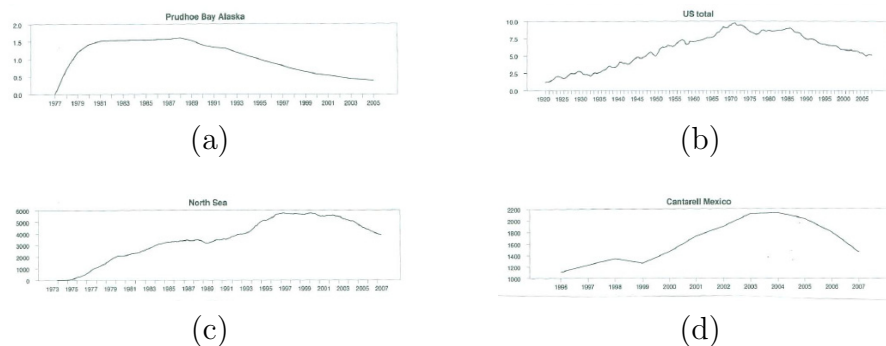 Prudhoe Bay Alaska
2.0
1.5
1.0
0.5
0.0
1977 1979 1981 1983 1985 1987 1989 1991 1993 1995 1997 1999 2001 2003 2005
(a)
US total
10.0
7.5
5.0
2.5
0.0
1920 1925 1930 1935 1940 1945 1950 1955 1960 1965 1970 1975 1980 1985 1990 1995 2000 2005
(b)
North Sea
6000
5000
4000
3000
2000
1000
0
1973 1975 1977 1979 1981 1983 1985 1987 1989 1991 1993 1995 1997 1999 2001 2003 2005 2007
(c)
Cantarell Mexico
2200
2000
1800
1600
1400
1200
1000
1996 1997 1998 1999 2000 2001 2002 2003 2004 2005 2006 2007
(d)